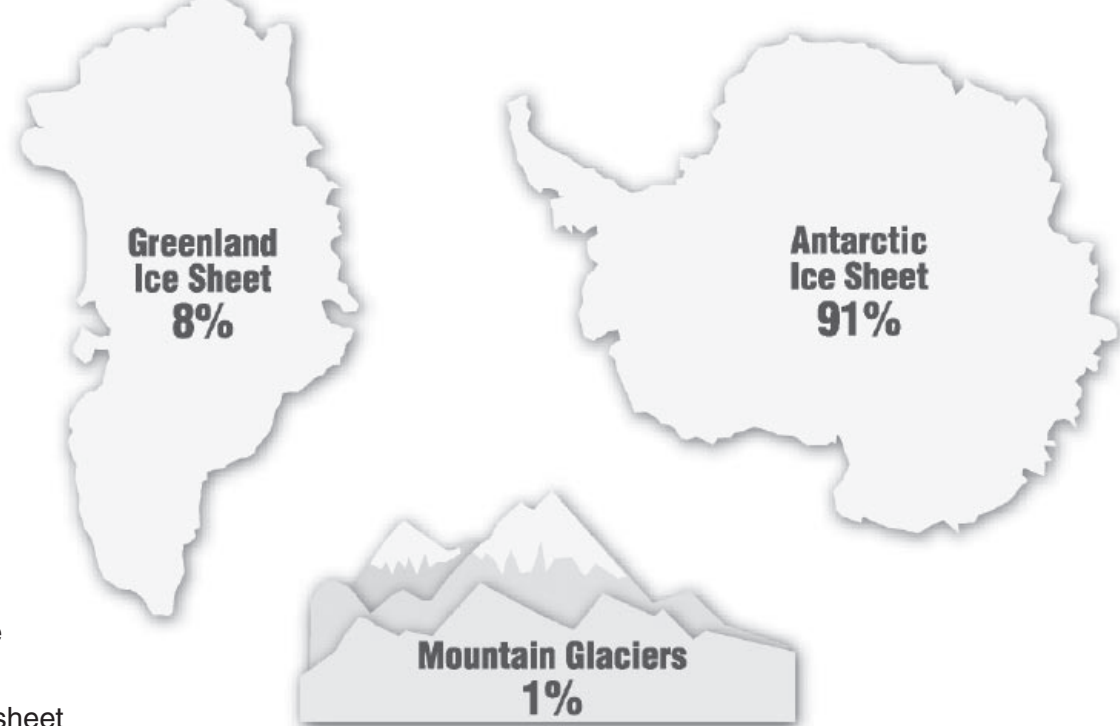 Greenland
Ice Sheet
8%
Antarctic
Ice Sheet
91%
Mountain Glaciers
1%
sheet